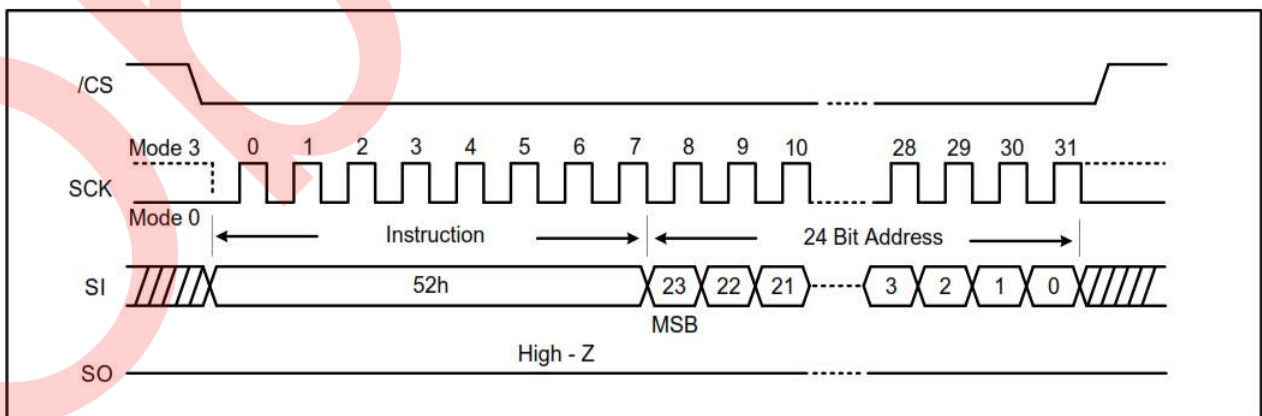 /CS
Mode 3 0 1 2 3 4 5 6 7 8 9 10 28 29 30 31
SCK
Mode 0
Instruction 24 Bit Address
SI 52h 23 22 21 3 2 1 0
MSB
High - Z
SO